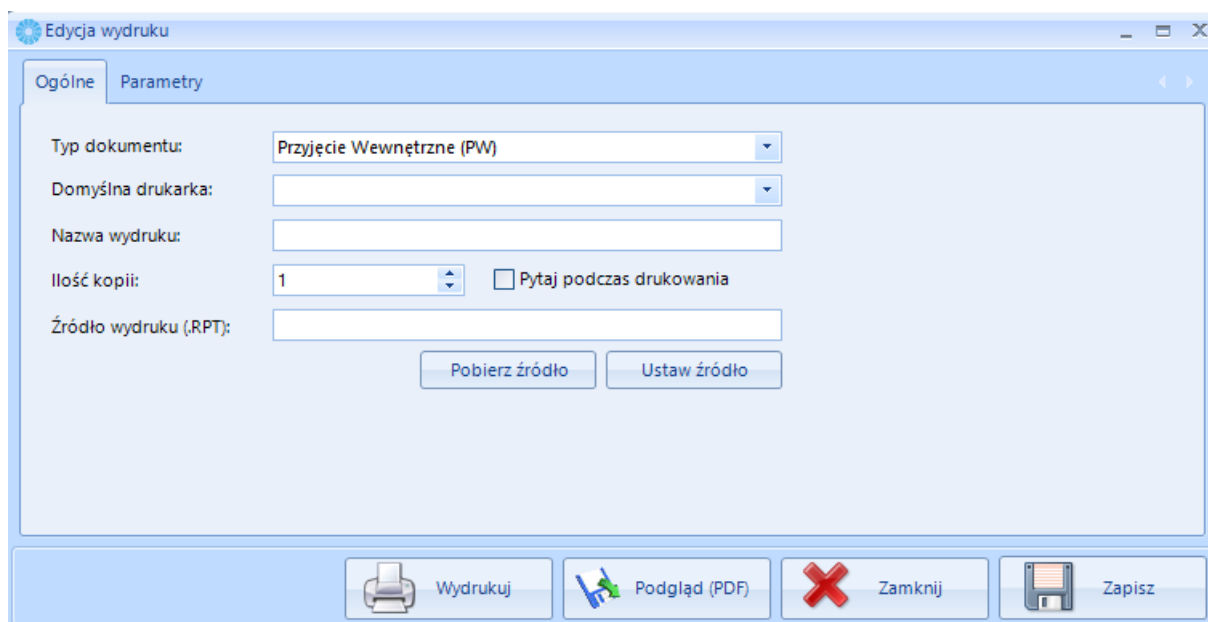 Edycja wydruku
Ogólne Parametry
Typ dokumentu: Przyjęcie Wewnętrzne (PW)
Domyślna drukarka:
Nazwa wydruku:
Ilość kopii: 1 Pytaj podczas drukowania
Źródło wydruku (.RPT):
Pobierz źródło Ustaw źródło
Wydrukuj Podgląd (PDF) Zamknij Zapisz